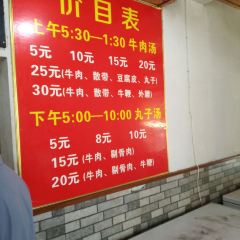 价目表
上午5:30—1:30 牛肉汤
5元 10元 15元 20元
25元(牛肉、散带、豆腐皮、丸子)
30元(牛肉、散带、牛鞭、外腰)
下午5:00—10:00 丸子汤
5元 8元 10元
15元(牛肉、剔骨肉)
20元(牛肉、剔骨肉、牛鞭)